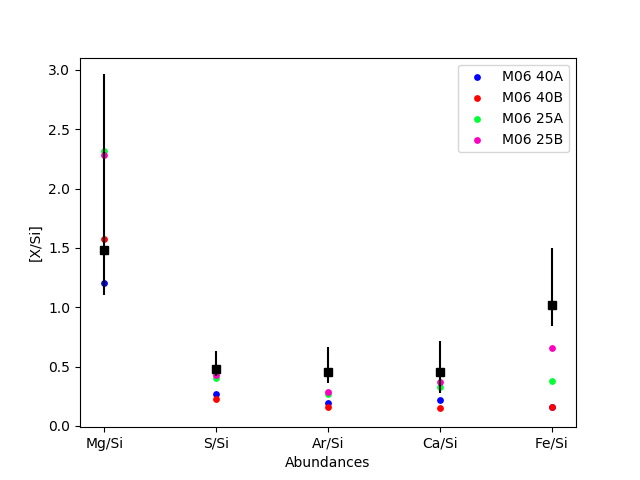 3.0
2.5
2.0
1.5
1.0
0.5
0.0
[X/Si]
M06 40A
M06 40B
M06 25A
M06 25B
Mg/Si S/Si Ar/Si Ca/Si Fe/Si
Abundances